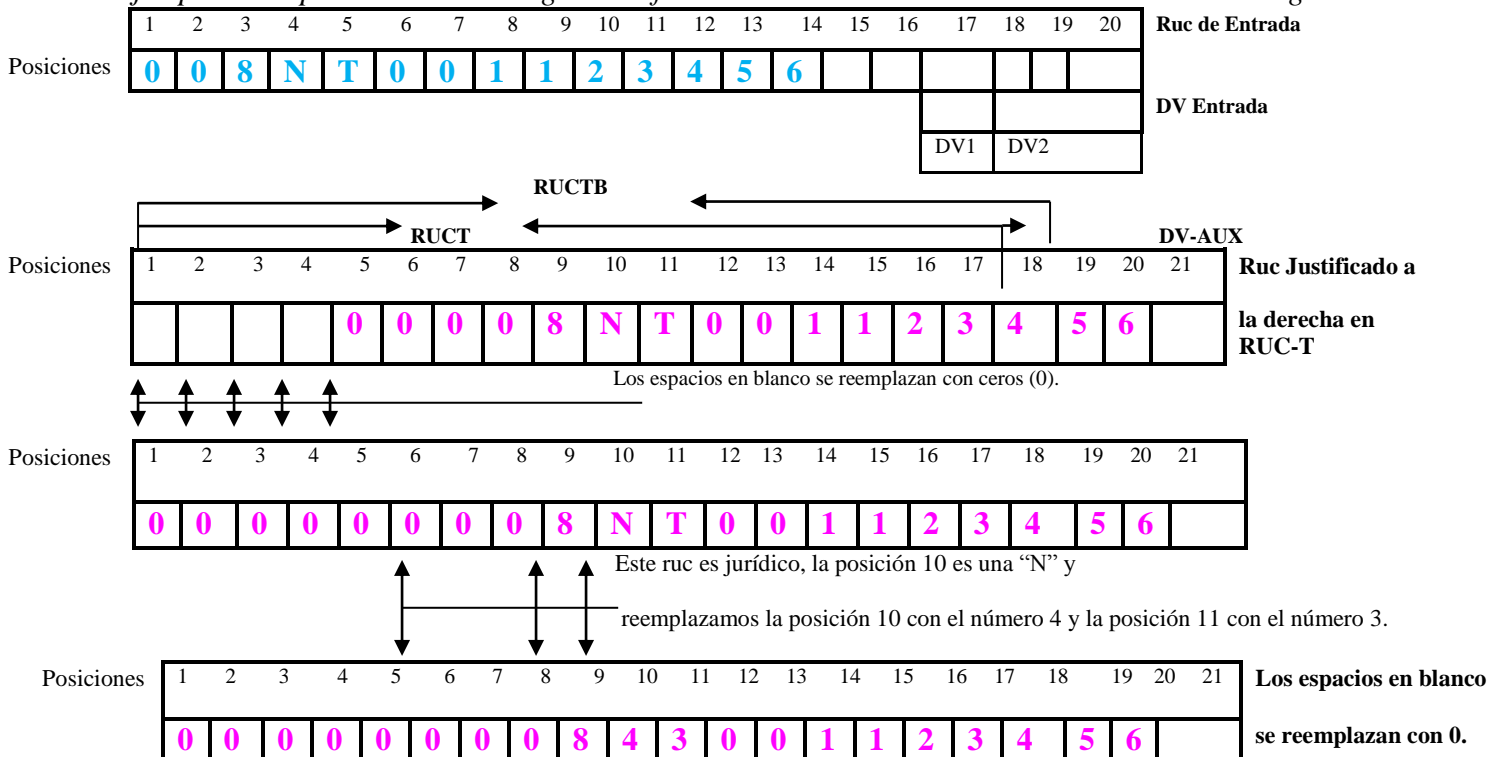 1 2 3 4 5 6 7 8 9 10 11 12 13 14 15 16 17 18 19 20 Ruc de Entrada
Posiciones 0 0 8 N T 0 0 1 1 2 3 4 5 6
DV Entrada
DV1 DV2
RUCTB
RUCT DV-AUX
Posiciones 1 2 3 4 5 6 7 8 9 10 11 12 13 14 15 16 17 18 19 20 21 Ruc Justificado a
0 0 0 0 8 N T 0 0 1 1 2 3 4 5 6 la derecha en
RUC-T
Los espacios en blanco se reemplazan con ceros (0).
Posiciones 1 2 3 4 5 6 7 8 9 10 11 12 13 14 15 16 17 18 19 20 21
0 0 0 0 0 0 0 0 8 N T 0 0 1 1 2 3 4 5 6
Este ruc es jurídico, la posición 10 es una “N” y
reemplazamos la posición 10 con el número 4 y la posición 11 con el número 3.
Posiciones 1 2 3 4 5 6 7 8 9 10 11 12 13 14 15 16 17 18 19 20 21 Los espacios en blanco
0 0 0 0 0 0 0 0 8 4 3 0 0 1 1 2 3 4 5 6 se reemplazan con 0.